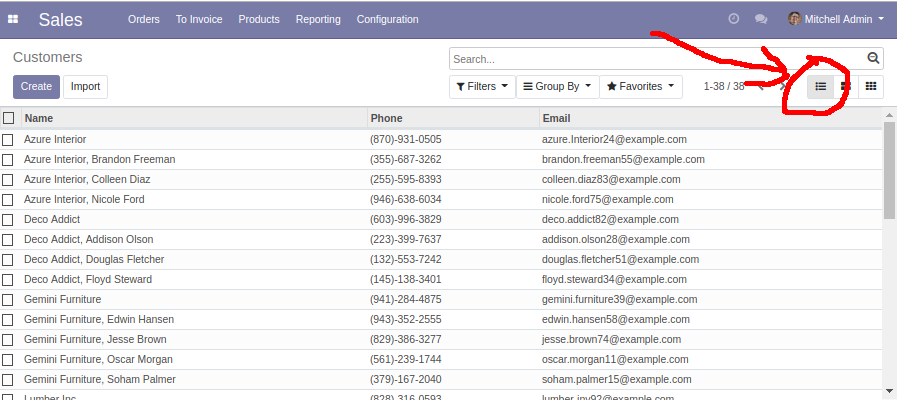 Sales Orders To Invoice Products Reporting Configuration Mitchell Admin
Customers Search...
Create Import Filters Group By Favorites 1-38 / 38
Name Phone Email
Azure Interior (870)-931-0505 azure.Interior24@example.com
Azure Interior, Brandon Freeman (355)-687-3262 brandon.freeman55@example.com
Azure Interior, Colleen Diaz (255)-595-8393 colleen.diaz83@example.com
Azure Interior, Nicole Ford (946)-638-6034 nicole.ford75@example.com
Deco Addict (603)-996-3829 deco.addict82@example.com
Deco Addict, Addison Olson (223)-399-7637 addison.olson28@example.com
Deco Addict, Douglas Fletcher (132)-553-7242 douglas.fletcher51@example.com
Deco Addict, Floyd Steward (145)-138-3401 floyd.steward34@example.com
Gemini Furniture (941)-284-4875 gemini.furniture39@example.com
Gemini Furniture, Edwin Hansen (943)-352-2555 edwin.hansen58@example.com
Gemini Furniture, Jesse Brown (829)-386-3277 jesse.brown74@example.com
Gemini Furniture, Oscar Morgan (561)-239-1744 oscar.morgan11@example.com
Gemini Furniture, Soham Palmer (379)-167-2040 soham.palmer15@example.com
Lumber Inc (828)-316-0593 lumber.inv92@example.com